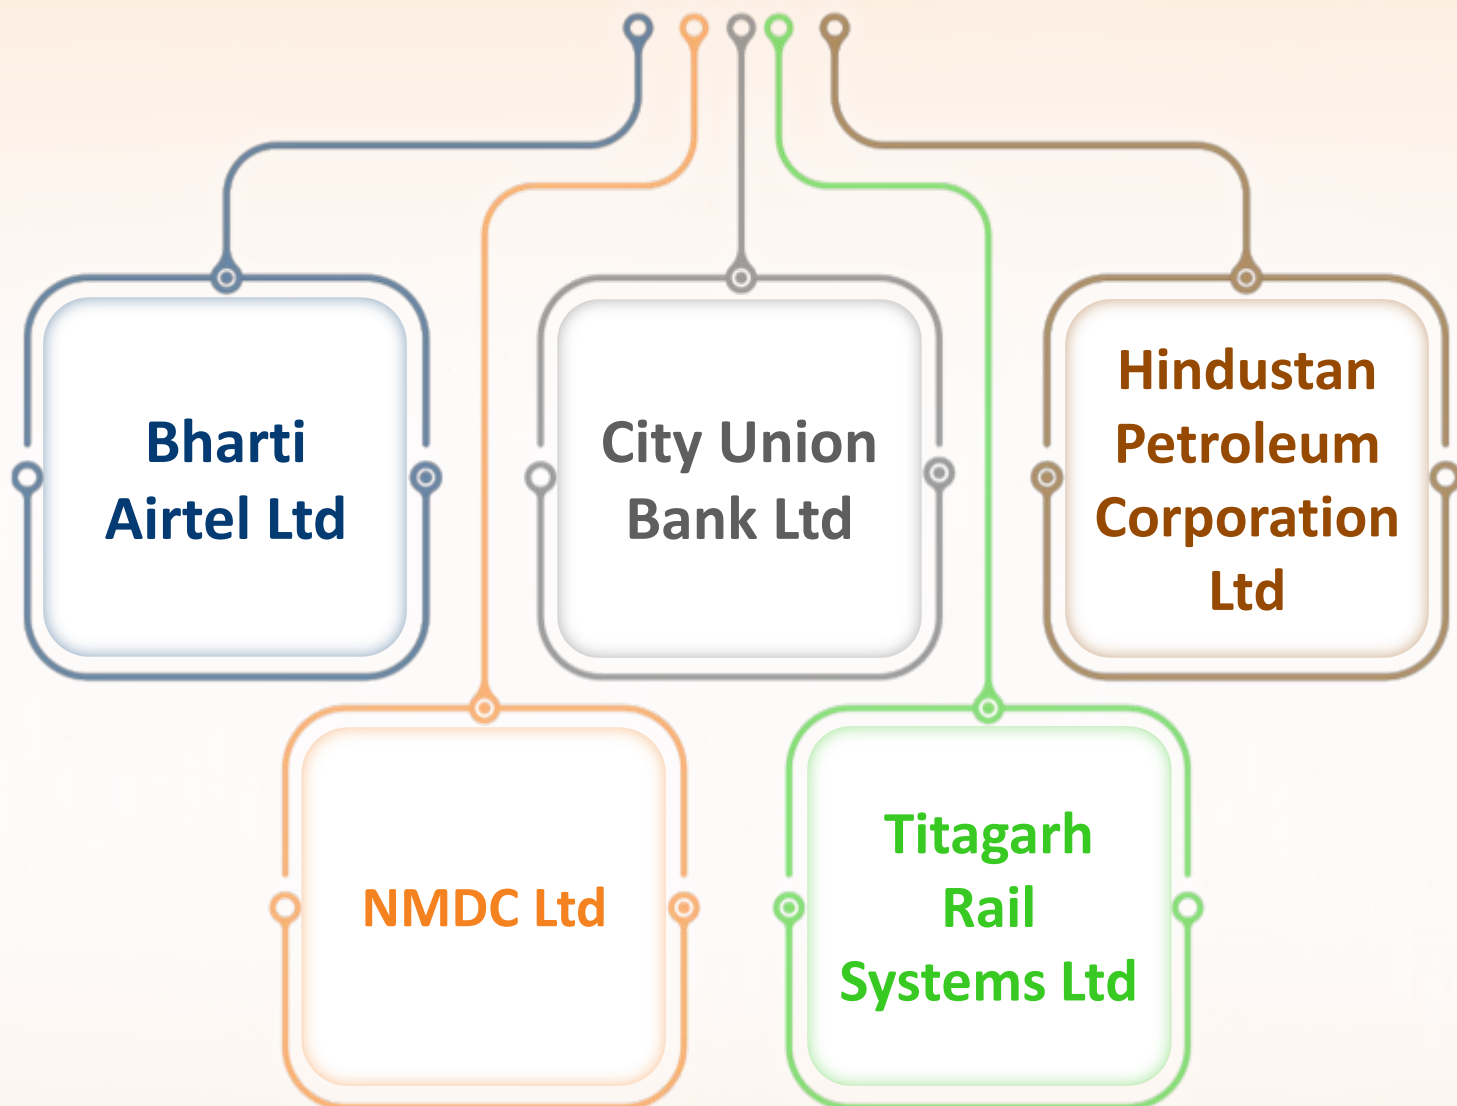 Bharti
Airtel Ltd
City Union
Bank Ltd
Hindustan
Petroleum
Corporation
Ltd
NMDC Ltd
Titagarh
Rail
Systems Ltd